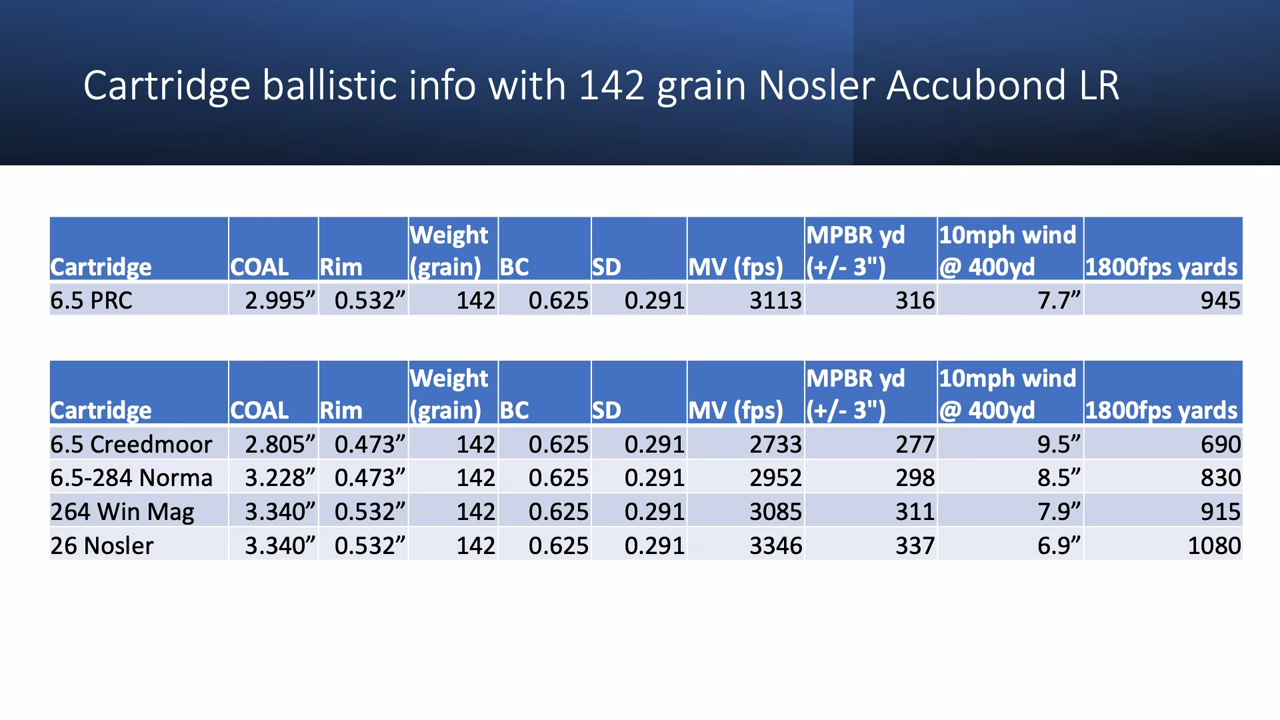 Cartridge ballistic info with 142 grain Nosler Accubond LR
Cartridge COAL Rim Weight (grain) BC SD MV (fps) MPBR yd (+/- 3") 10mph wind @ 400yd 1800fps yards
6.5 PRC 2.995” 0.532” 142 0.625 0.291 3113 316 7.7” 945
Cartridge COAL Rim Weight (grain) BC SD MV (fps) MPBR yd (+/- 3") 10mph wind @ 400yd 1800fps yards
6.5 Creedmoor 2.805” 0.473” 142 0.625 0.291 2733 277 9.5” 690
6.5-284 Norma 3.228” 0.473” 142 0.625 0.291 2952 298 8.5” 830
264 Win Mag 3.340” 0.532” 142 0.625 0.291 3085 311 7.9” 915
26 Nosler 3.340” 0.532” 142 0.625 0.291 3346 337 6.9” 1080